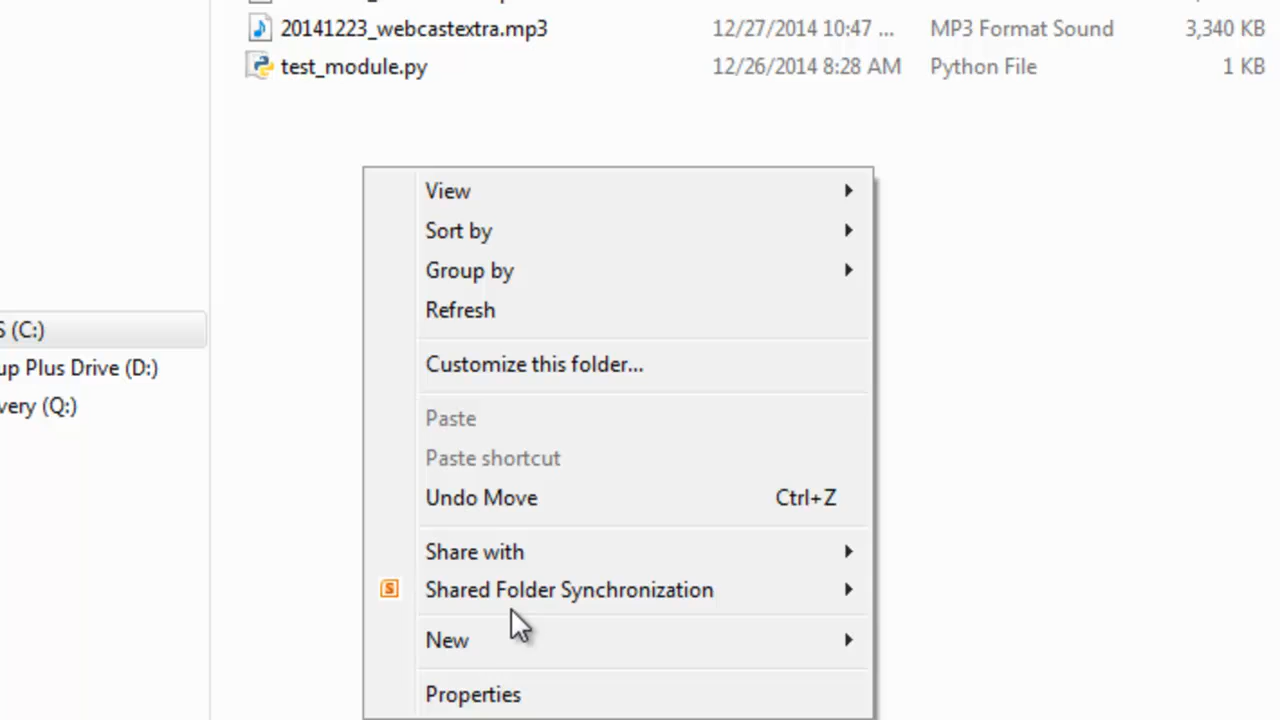 20141223_webcastextra.mp3 12/27/2014 10:47 ... MP3 Format Sound 3,340 KB
test_module.py 12/26/2014 8:28 AM Python File 1 KB
View
Sort by
Group by
Refresh
S (C:)
Customize this folder...
up Plus Drive (D:)
very (Q:)
Paste
Paste shortcut
Undo Move Ctrl+Z
Share with
S Shared Folder Synchronization
New
Properties